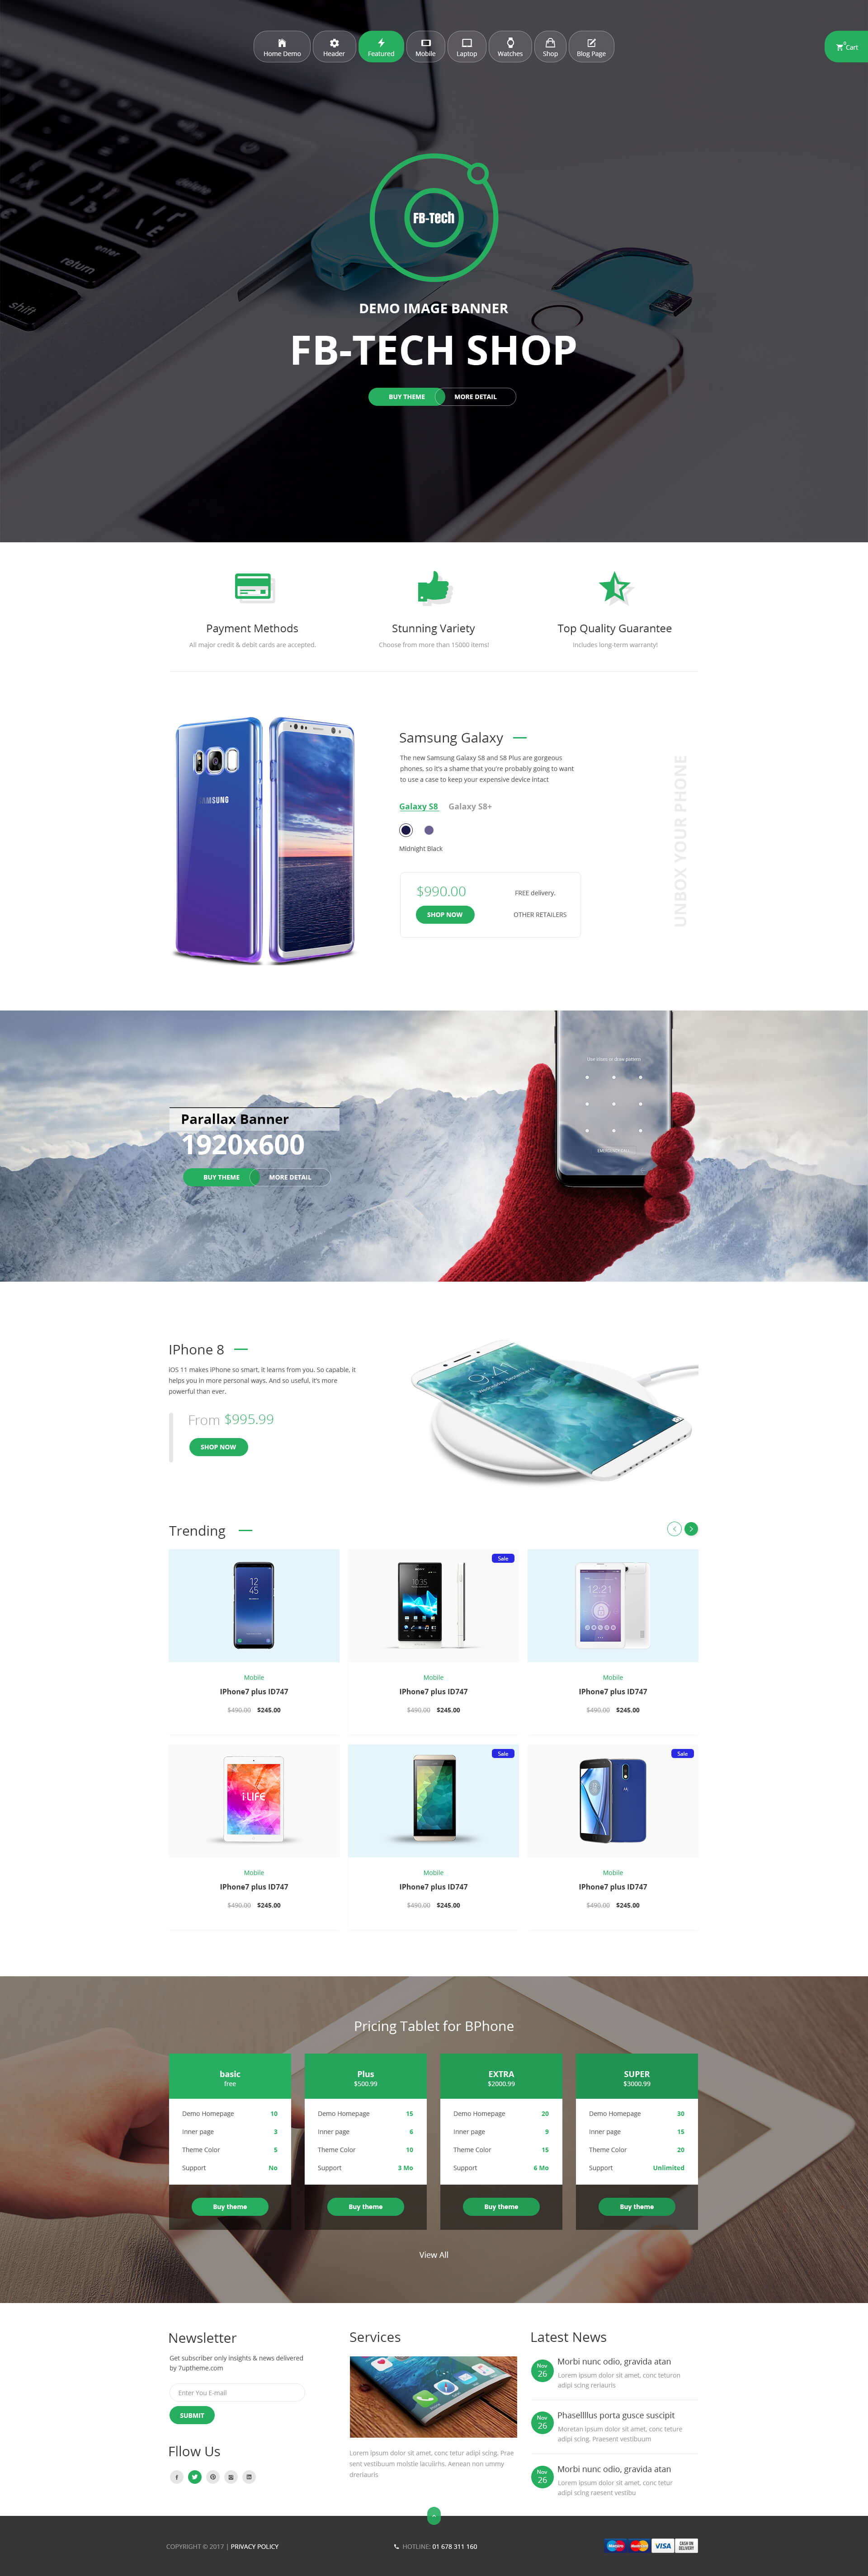 Home Demo
Header
Featured
Mobile
Laptop
Watches
Shop
Blog Page
Cart
return
shift
FB-Tech
DEMO IMAGE BANNER
FB-TECH SHOP
BUY THEME
MORE DETAIL
Payment Methods
All major credit & debit cards are accepted.
Stunning Variety
Choose from more than 15000 items!
Top Quality Guarantee
Includes long-term warranty!
SAMSUNG
Samsung Galaxy
The new Samsung Galaxy S8 and S8 Plus are gorgeous
phones, so it's a shame that you're probably going to want
to use a case to keep your expensive device intact
Galaxy S8
Galaxy S8+
Midnight Black
$990.00
FREE delivery.
SHOP NOW
OTHER RETAILERS
UNBOX YOUR PHONE
Parallax Banner
1920x600
BUY THEME
MORE DETAIL
IPhone 8
iOS 11 makes iPhone so smart, it learns from you. So capable, it
helps you in more personal ways. And so useful, it's more
powerful than ever.
From $995.99
SHOP NOW
9:41
Trending
12
45
Mobile
IPhone7 plus ID747
$490.00 $245.00
Sale
10:35
Mobile
IPhone7 plus ID747
$490.00 $245.00
12:21
Mobile
IPhone7 plus ID747
$490.00 $245.00
i LIFE
Mobile
IPhone7 plus ID747
$490.00 $245.00
Sale
Mobile
IPhone7 plus ID747
$490.00 $245.00
Sale
Mobile
IPhone7 plus ID747
$490.00 $245.00
Pricing Tablet for BPhone
basic
free
Demo Homepage 10
Inner page 3
Theme Color 5
Support No
Buy theme
Plus
$500.99
Demo Homepage 15
Inner page 6
Theme Color 10
Support 3 Mo
Buy theme
EXTRA
$2000.99
Demo Homepage 20
Inner page 9
Theme Color 15
Support 6 Mo
Buy theme
SUPER
$3000.99
Demo Homepage 30
Inner page 15
Theme Color 20
Support Unlimited
Buy theme
View All
Newsletter
Get subscriber only insights & news delivered
by 7uptheme.com
Enter You E-mail
SUBMIT
Fllow Us
Services
Lorem ipsum dolor sit amet, conc tetur adipi scing. Prae
sent vestibuum molstie lacuiirhs. Aenean non ummy
drerlauris
Latest News
Nov
26
Morbi nunc odio, gravida atan
Lorem ipsum dolor sit amet, conc teturon
adipi scing reriauris
Nov
26
Phasellllus porta gusce suscipit
Moretan ipsum dolor sit amet, conc teture
adipi scing. Praesent vestibuum
Nov
26
Morbi nunc odio, gravida atan
Lorem ipsum dolor sit amet, conc tetur
adipi scing raesent vestibu
COPYRIGHT © 2017 | PRIVACY POLICY
HOTLINE: 01 678 311 160
Maestro
MasterCard
VISA
CASH ON
DELIVERY